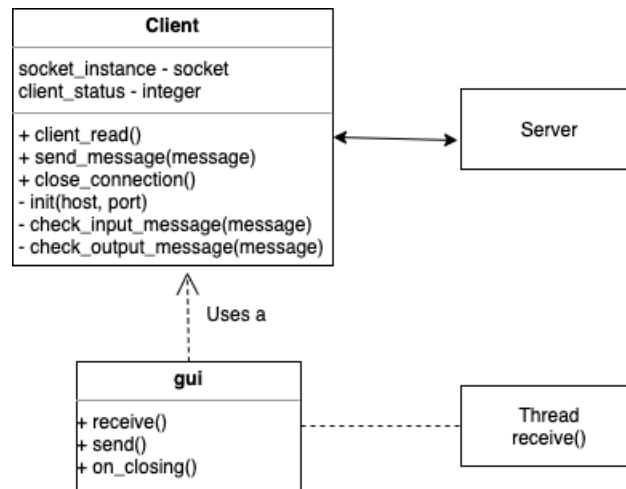 Client
socket_instance - socket
client_status - integer
+ client_read()
+ send_message(message)
+ close_connection()
- init(host, port)
- check_input_message(message)
- check_output_message(message)
Server
Uses a
gui
+ receive()
+ send()
+ on_closing()
Thread
receive()